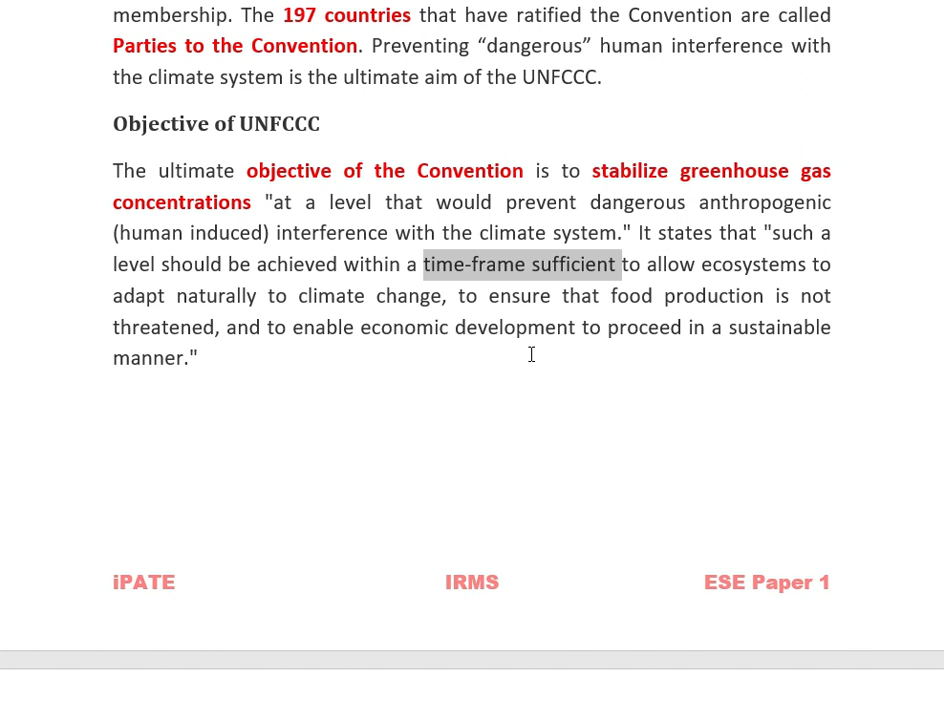 membership. The 197 countries that have ratified the Convention are called
Parties to the Convention. Preventing “dangerous” human interference with
the climate system is the ultimate aim of the UNFCCC.
Objective of UNFCCC
The ultimate objective of the Convention is to stabilize greenhouse gas
concentrations "at a level that would prevent dangerous anthropogenic
(human induced) interference with the climate system." It states that "such a
level should be achieved within a time-frame sufficient to allow ecosystems to
adapt naturally to climate change, to ensure that food production is not
threatened, and to enable economic development to proceed in a sustainable
manner."
iPATE IRMS ESE Paper 1